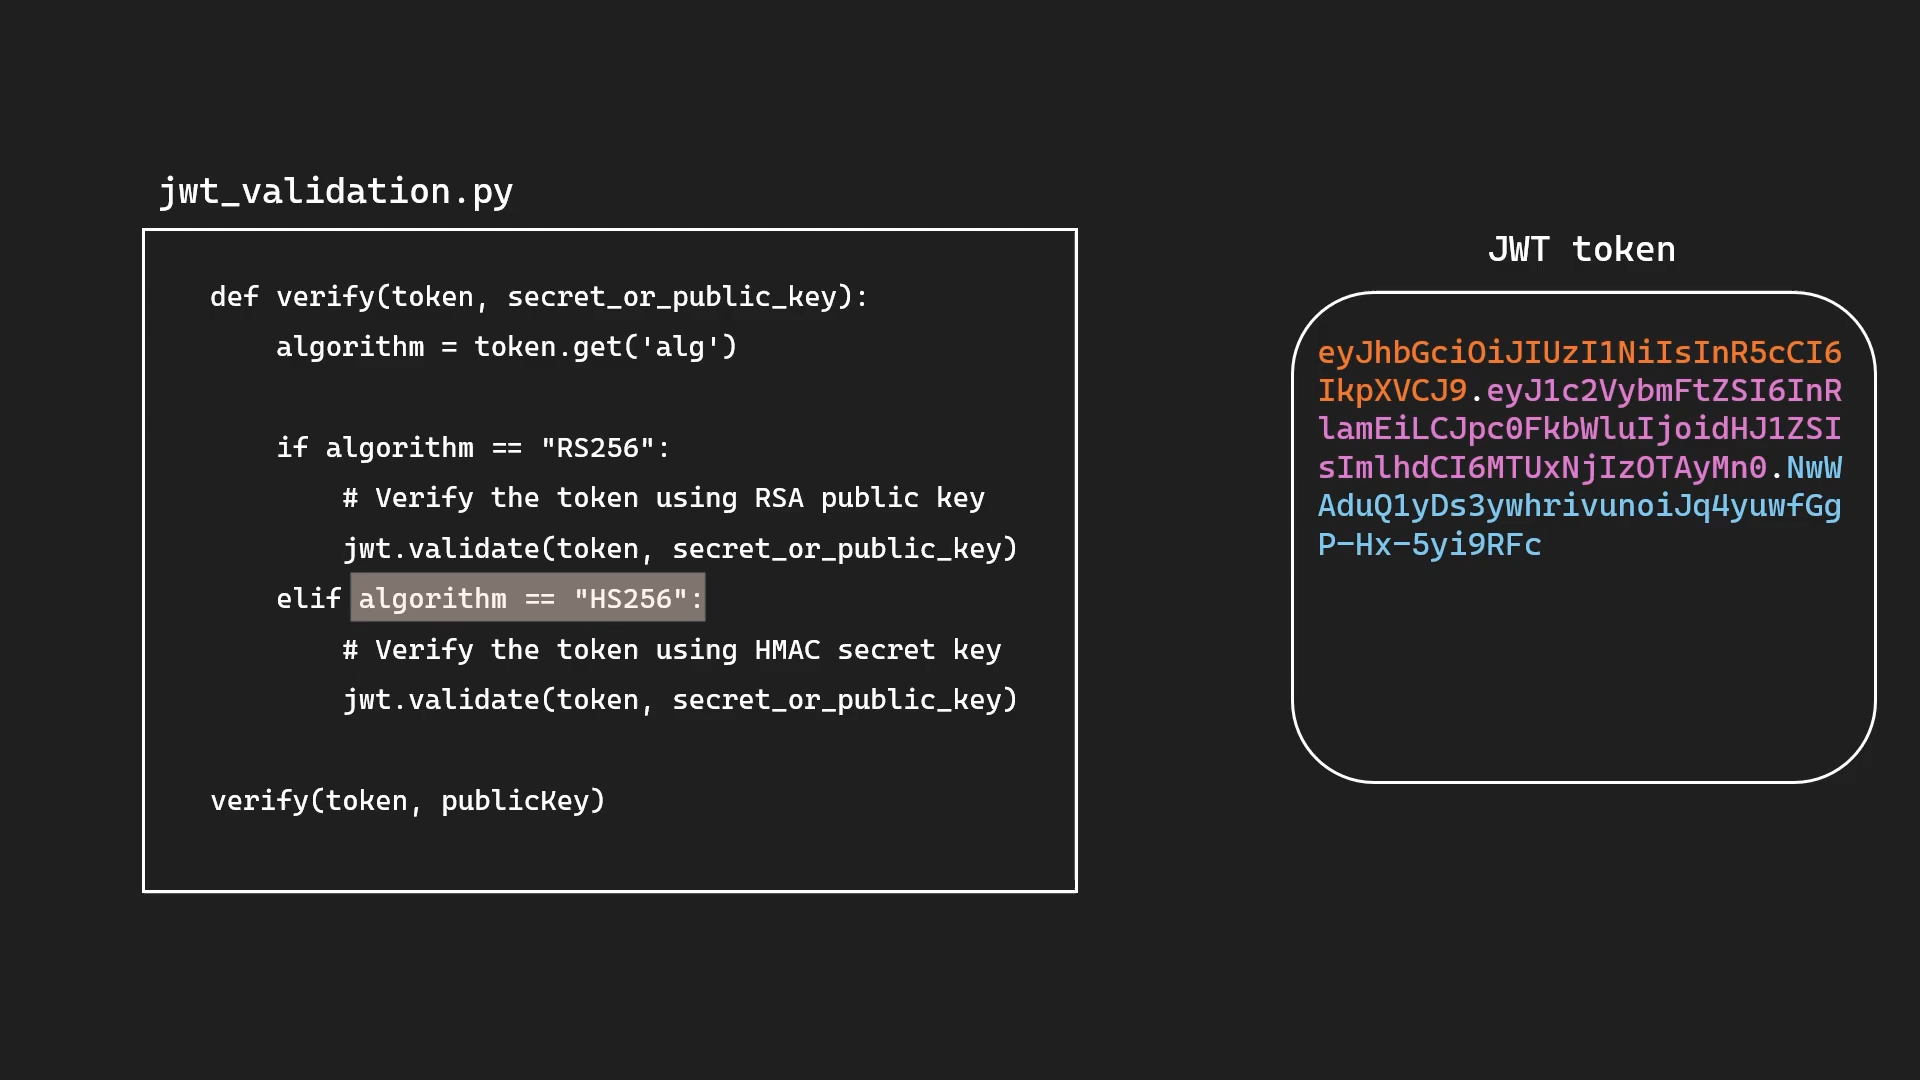 jwt_validation.py
def verify(token, secret_or_public_key):
algorithm = token.get('alg')
if algorithm == "RS256":
# Verify the token using RSA public key
jwt.validate(token, secret_or_public_key)
elif algorithm == "HS256":
# Verify the token using HMAC secret key
jwt.validate(token, secret_or_public_key)
verify(token, publicKey)
JWT token
eyJhbGciOiJIUzI1NiIsInR5cCI6
IkpXVCJ9.eyJ1c2VybmFtZSI6InR
lamEiLCJpc0FkbWluIjoidHJ1ZSI
sImlhdCI6MTUxNjIzOTAyMn0.NwW
AduQ1yDs3ywhrivunoiJq4yuwfGg
P-Hx-5yi9RFc